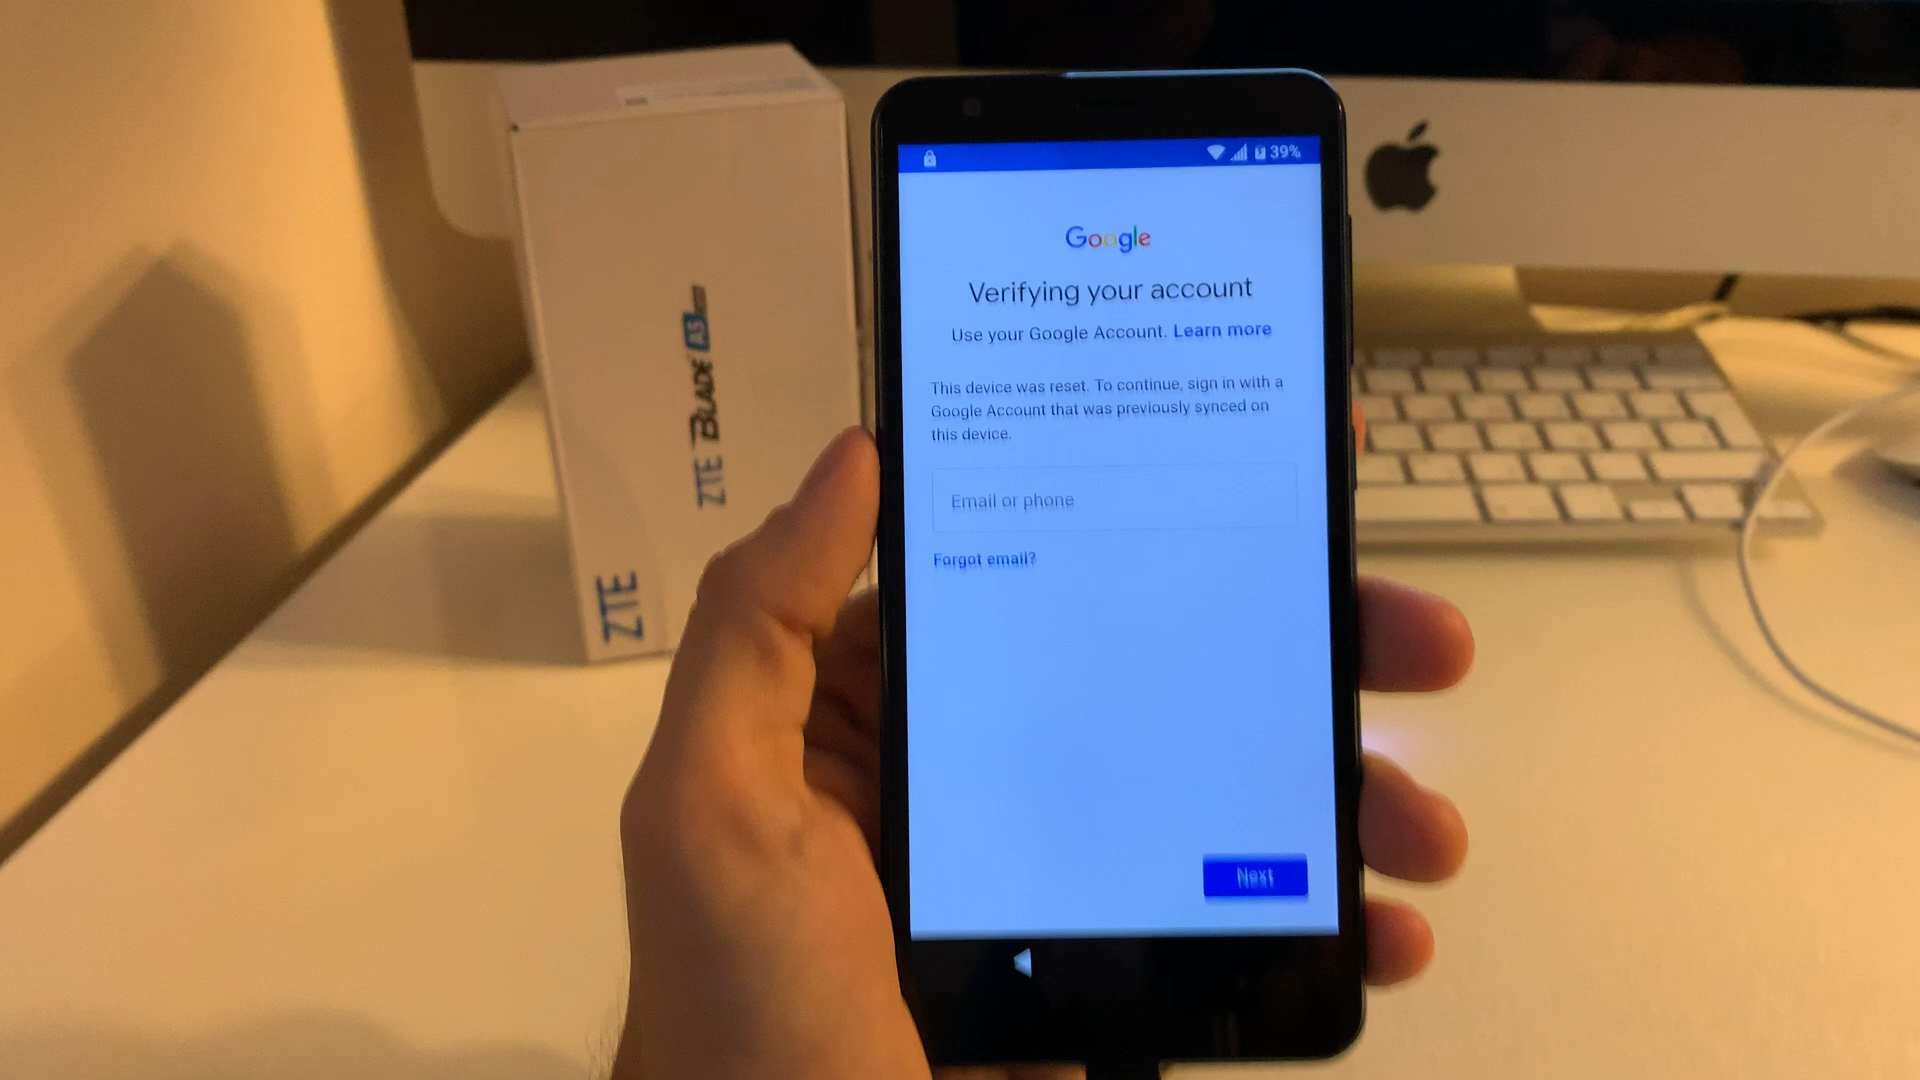 39%
Google
Verifying your account
Use your Google Account. Learn more
This device was reset. To continue, sign in with a
Google Account that was previously synced on
this device.
Email or phone
Forgot email?
Next
ZTE BLADE A3
ZTE